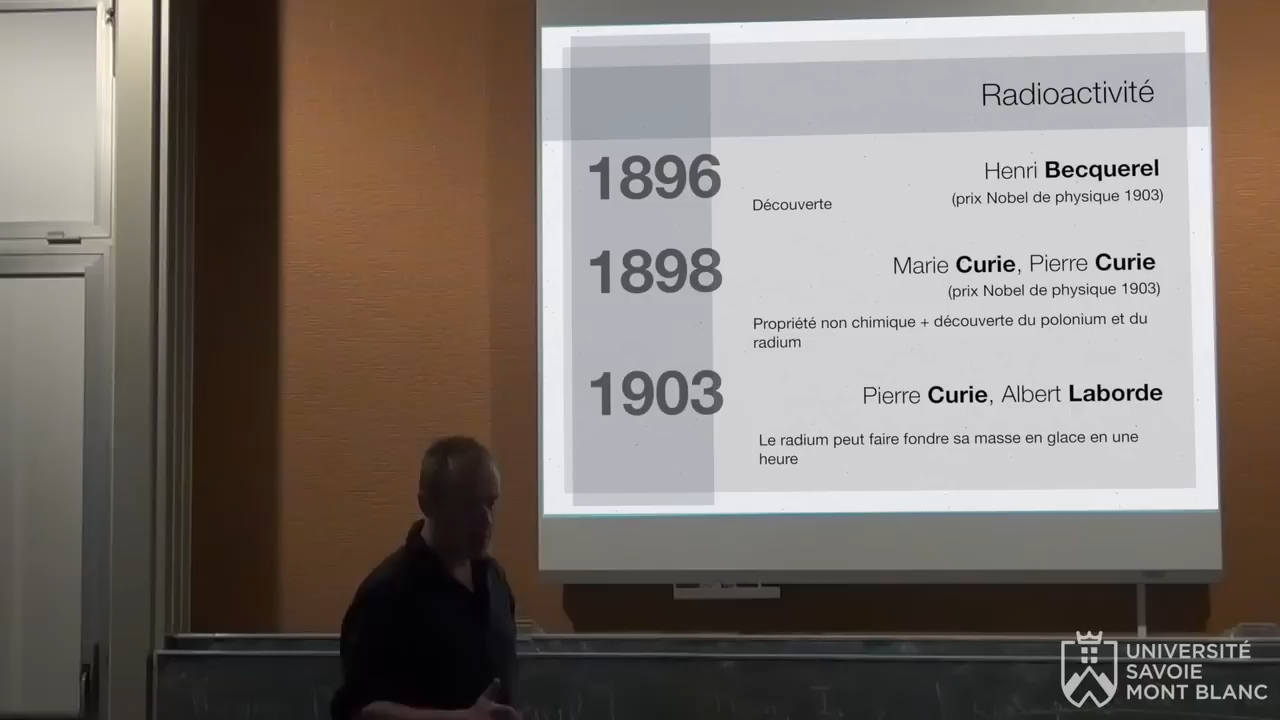 Radioactivité
1896
Henri Becquerel
(prix Nobel de physique 1903)
Découverte
1898
Marie Curie, Pierre Curie
(prix Nobel de physique 1903)
Propriété non chimique + découverte du polonium et du
radium
1903
Pierre Curie, Albert Laborde
Le radium peut faire fondre sa masse en glace en une
heure
UNIVERSITÉ
SAVOIE
MONT BLANC